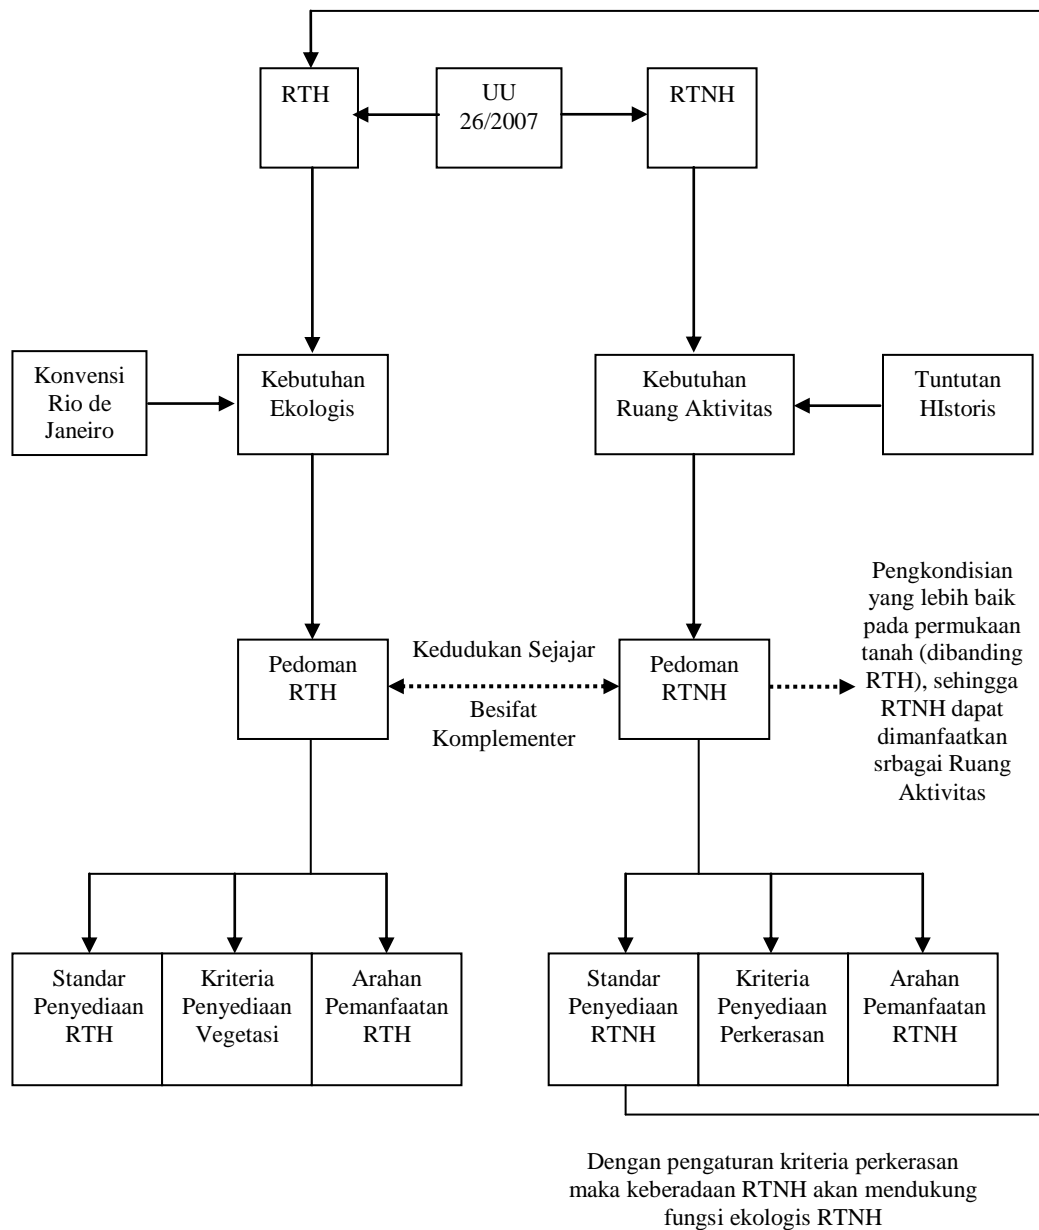 RTH
UU
26/2007
RTNH
Konvensi
Rio de
Janeiro
Kebutuhan
Ekologis
Kebutuhan
Ruang Aktivitas
Tuntutan
HIstoris
Pedoman
RTH
Kedudukan Sejajar
Besifat
Komplementer
Pedoman
RTNH
Pengkondisian
yang lebih baik
pada permukaan
tanah (dibanding
RTH), sehingga
RTNH dapat
dimanfaatkan
srbagai Ruang
Aktivitas
Standar
Penyediaan
RTH
Kriteria
Penyediaan
Vegetasi
Arahan
Pemanfaatan
RTH
Standar
Penyediaan
RTNH
Kriteria
Penyediaan
Perkerasan
Arahan
Pemanfaatan
RTNH
Dengan pengaturan kriteria perkerasan
maka keberadaan RTNH akan mendukung
fungsi ekologis RTNH